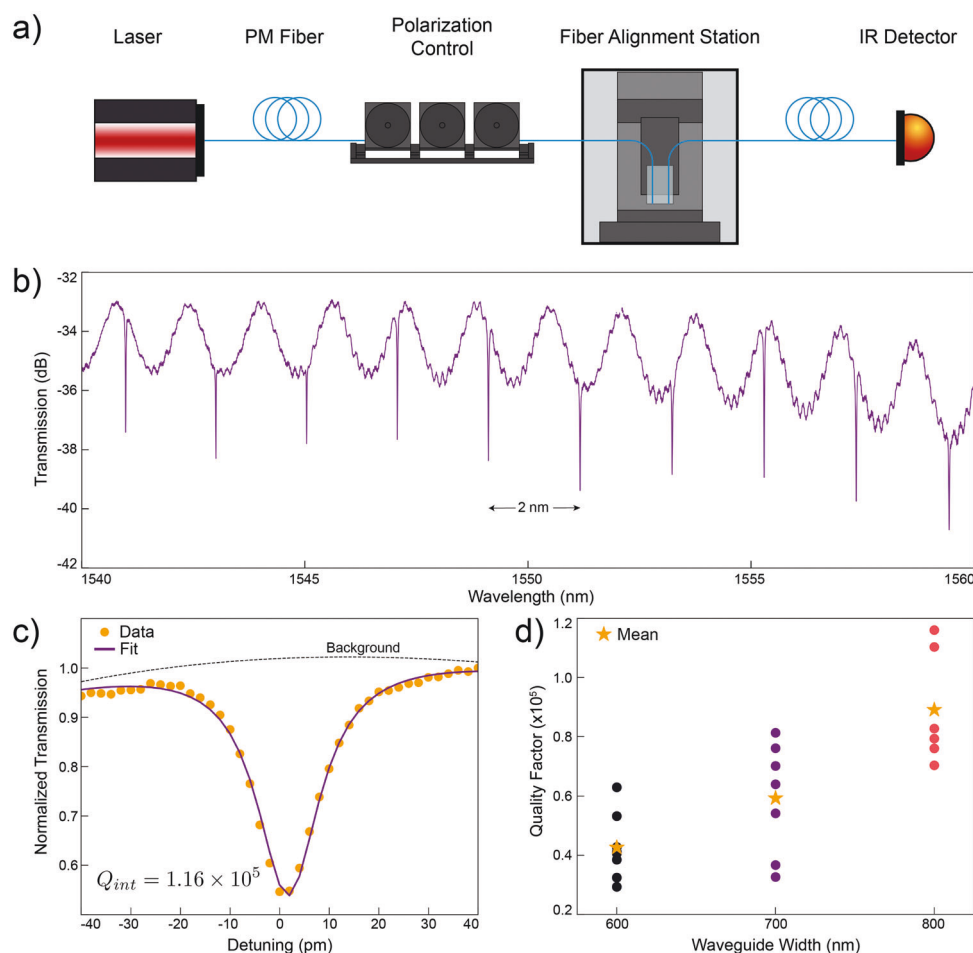 a)
Laser
PM Fiber
Polarization
Control
Fiber Alignment Station
IR Detector
b)
Transmission (dB)
-32
-34
-36
-38
-40
-42
2 nm
1540
1545
1550
1555
1560
Wavelength (nm)
c)
Data
Fit
Background
Normalized Transmission
1.0
0.9
0.8
0.7
0.6
Q_int = 1.16 × 10⁵
-40
-30
-20
-10
0
10
20
30
40
Detuning (pm)
d)
Mean
Quality Factor (x10⁵)
1.2
1.0
0.8
0.6
0.4
0.2
600
700
800
Waveguide Width (nm)